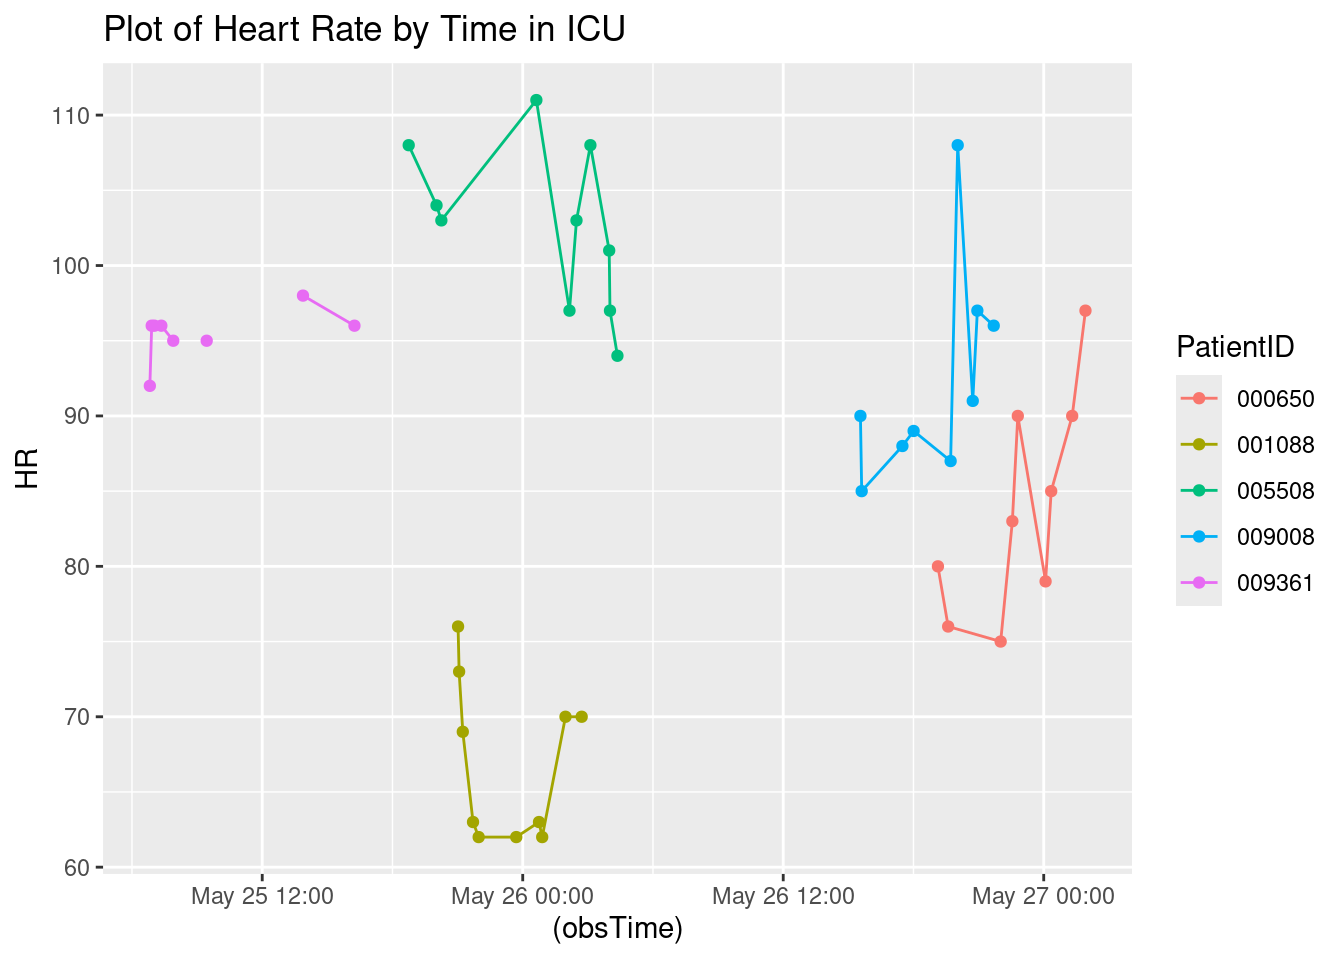 Plot of Heart Rate by Time in ICU
110
100
90
80
70
60
HR
May 25 12:00
May 26 00:00
May 26 12:00
May 27 00:00
(obsTime)
PatientID
000650
001088
005508
009008
009361